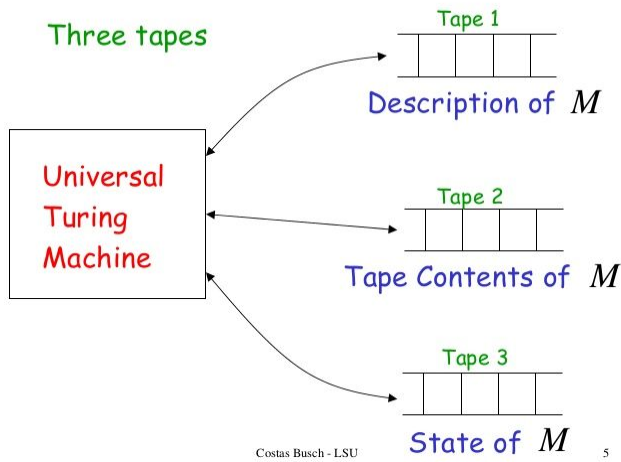 Three tapes
Tape 1
Description of M
Universal
Turing
Machine
Tape 2
Tape Contents of M
Tape 3
State of M
Costas Busch - LSU
5